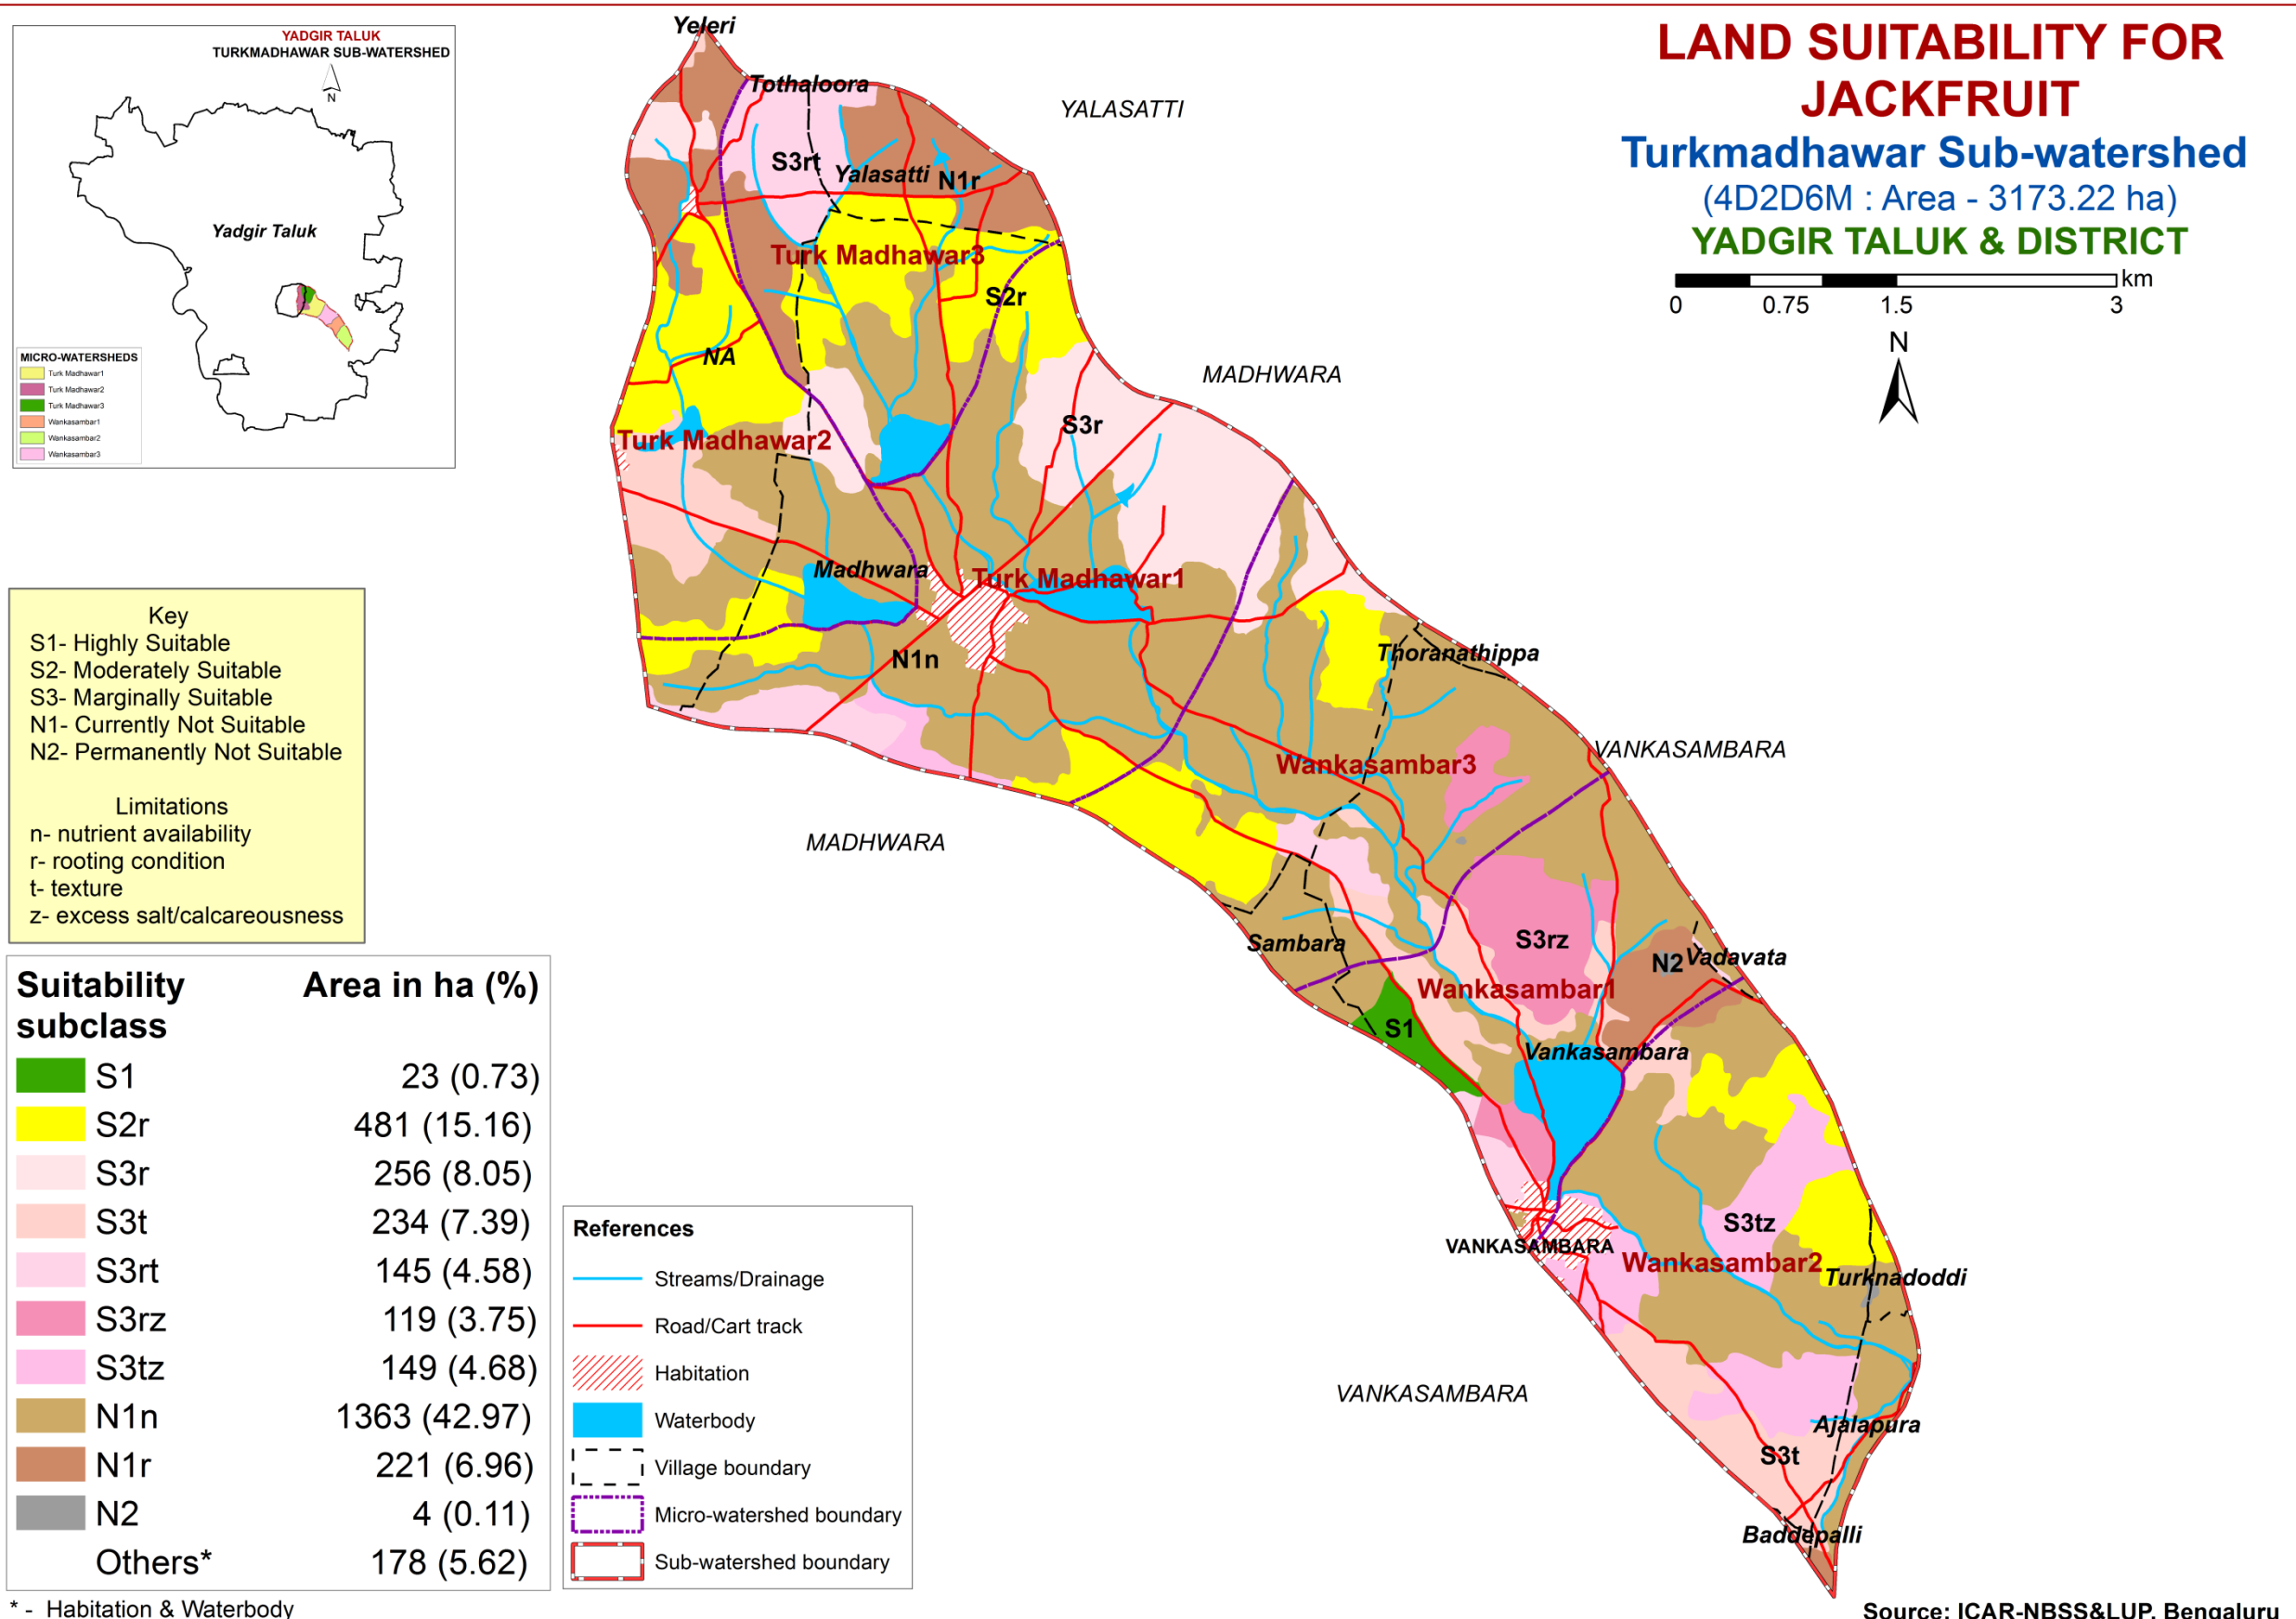 YADGIR TALUK
TURKMADHAWAR SUB-WATERSHED
N
Yadgir Taluk
MICRO-WATERSHEDS
Turk Madhawar1
Turk Madhawar2
Turk Madhawar3
Wankasambar1
Wankasambar2
Wankasambar3
LAND SUITABILITY FOR
JACKFRUIT
Turkmadhawar Sub-watershed
(4D2D6M : Area - 3173.22 ha)
YADGIR TALUK & DISTRICT
km
0 0.75 1.5 3
N
Yeleri
Tothaloora
YALASATTI
S3rt
Yalasatti
N1r
Turk Madhawar3
S2r
NA
MADHWARA
S3r
Turk Madhawar2
Madhwara
Turk Madhawar1
N1n
Thoranathippa
VANKASAMBARA
Wankasambar3
MADHWARA
Sambara
S3rz
N2
Vadavata
Wankasambar1
S1
Vankasambara
S3tz
VANKASAMBARA
Wankasambar2
Turknadoddi
VANKASAMBARA
Ajalapura
S3t
Baddepalli
Key
S1- Highly Suitable
S2- Moderately Suitable
S3- Marginally Suitable
N1- Currently Not Suitable
N2- Permanently Not Suitable
Limitations
n- nutrient availability
r- rooting condition
t- texture
z- excess salt/calcareousness
Suitability subclass Area in ha (%)
S1 23 (0.73)
S2r 481 (15.16)
S3r 256 (8.05)
S3t 234 (7.39)
S3rt 145 (4.58)
S3rz 119 (3.75)
S3tz 149 (4.68)
N1n 1363 (42.97)
N1r 221 (6.96)
N2 4 (0.11)
Others* 178 (5.62)
* - Habitation & Waterbody
References
Streams/Drainage
Road/Cart track
Habitation
Waterbody
Village boundary
Micro-watershed boundary
Sub-watershed boundary
Source: ICAR-NBSS&LUP, Bengaluru